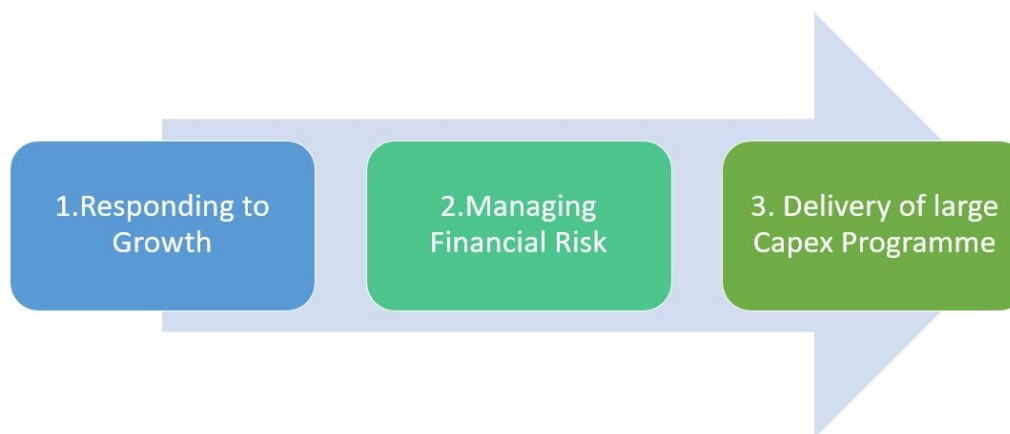 1.Responding to
Growth
2.Managing
Financial Risk
3. Delivery of large
Capex Programme